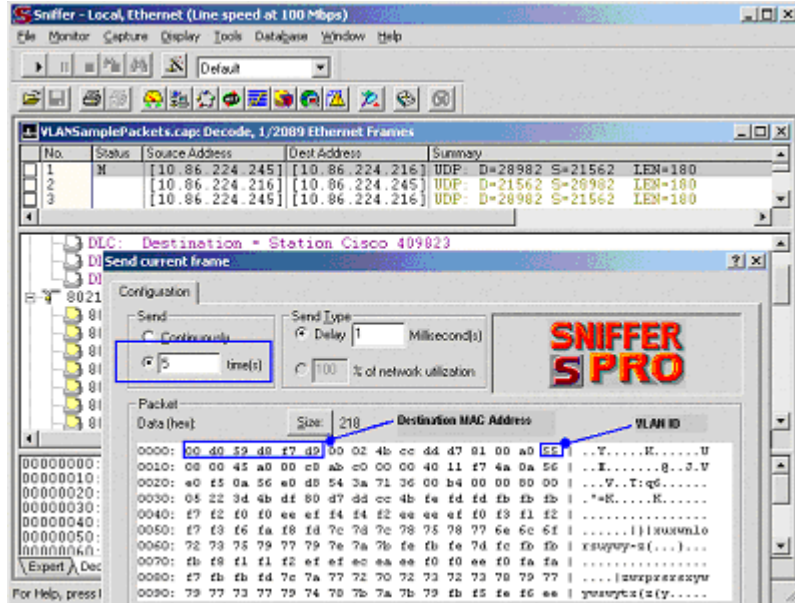 Sniffer - Local, Ethernet (Line speed at 100 Mbps)
File Monitor Capture Display Tools Database Window Help
Default
VLANSamplePackets.cap: Decode, 1/2089 Ethernet Frames
No. Status Source Address Dest Address Summary
1 M [10.86.224.245] [10.86.224.216] UDP: D=28982 S=21562 LEN=180
2 [10.86.224.216] [10.86.224.245] UDP: D=21562 S=28982 LEN=180
3 [10.86.224.245] [10.86.224.216] UDP: D=28982 S=21562 LEN=180
DLC: Destination = Station Cisco 409823
Send current frame
8021
Configuration
Send
Continuously
5 time(s)
Send Type
Delay 1 Millisecond(s)
100 % of network utilization
SNIFFER
S PRO
Packet
Data (hex): Size: 218 Destination MAC Address VLAN ID
0000: 00 d0 59 d8 f7 d9 00 02 4b cc dd d7 81 00 a0 55
0010: 08 00 45 a0 00 c8 ab c0 00 00 40 11 f7 4a 0a 56
0020: e0 f5 0a 56 e0 d8 54 3a 71 36 00 b4 00 00 80 00
0030: 05 22 3d 4b df 80 d7 dd cc 4b fe fd fd fb fb fb
0040: f7 f2 f0 f0 ee ef f4 f4 f2 ee ee ef f0 f3 f1 f2
0050: f7 f3 f6 fa f8 fd 7e 7d 7c 78 75 78 77 6e 6c 6f
0060: 72 73 75 79 77 79 7e 7a 7b fe fb fe 7d fc fb fb
0070: fb f8 f1 f1 f2 ef ef ec ea ee f0 f0 ee f0 fa fa
0080: f7 fb fb fd 7c 7a 77 72 70 72 73 72 73 78 79 77
0090: 79 77 73 77 79 74 78 7b 7a 7b 79 fb f5 fe f6 ee
00000000:
00000010:
00000020:
00000030:
00000040:
00000050:
00000060:
Expert
For Help, press